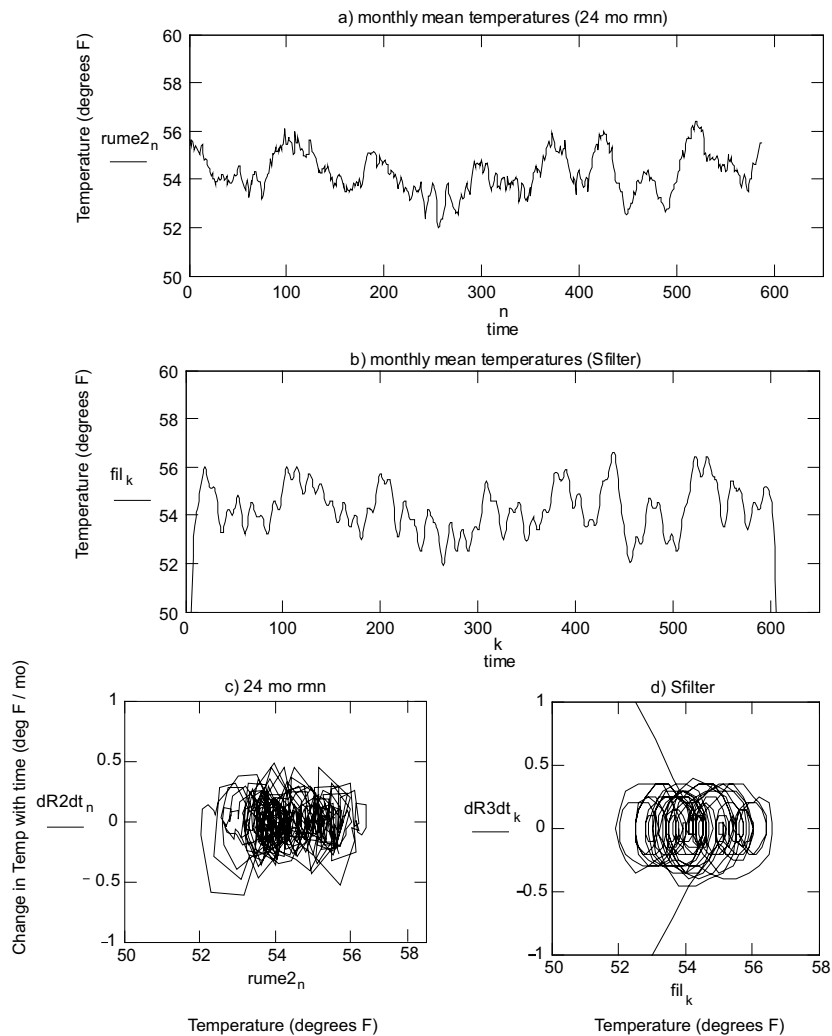 a) monthly mean temperatures (24 mo rmn)
Temperature (degrees F)
rume2n
60
58
56
54
52
50
0 100 200 300 400 500 600
n
time
b) monthly mean temperatures (Sfilter)
Temperature (degrees F)
filk
60
58
56
54
52
50
0 100 200 300 400 500 600
k
time
c) 24 mo rmn
Change in Temp with time (deg F / mo)
dR2dtn
1
0.5
0
−0.5
−1
50 52 54 56 58
rume2n
Temperature (degrees F)
d) Sfilter
dR3dtk
1
0.5
0
−0.5
−1
50 52 54 56 58
filk
Temperature (degrees F)